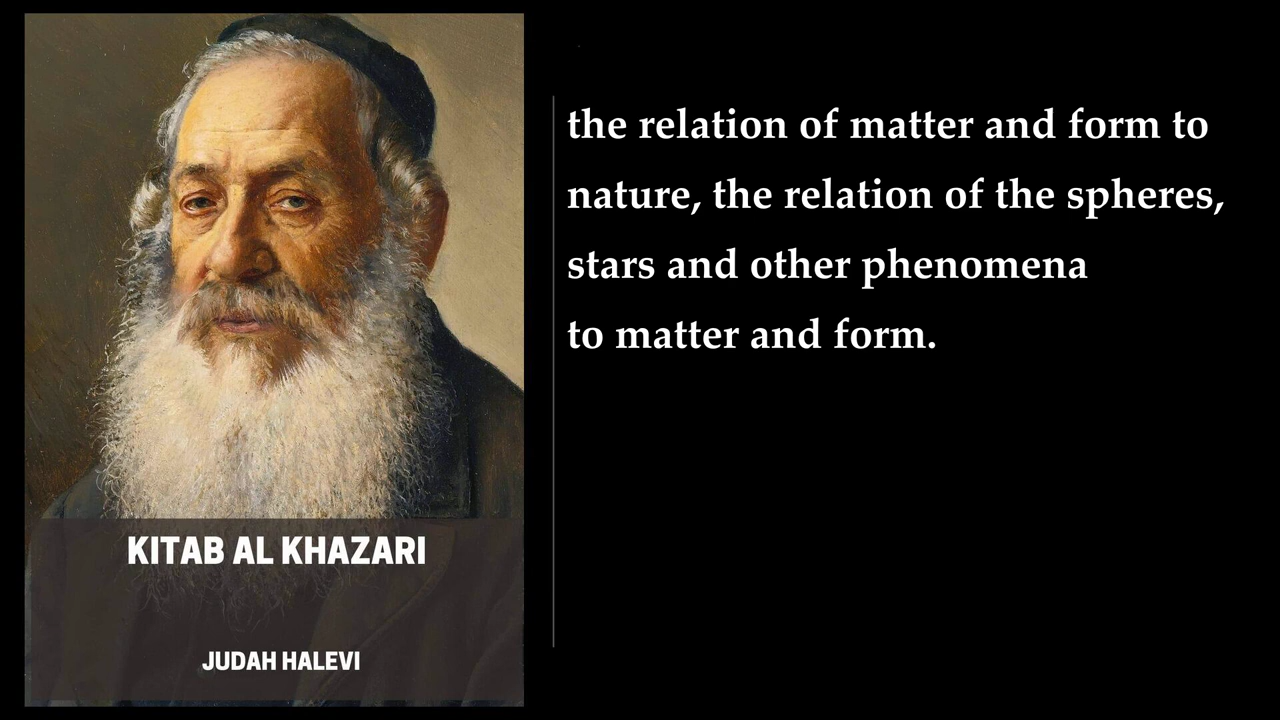 KITAB AL KHAZARI
JUDAH HALEVI
the relation of matter and form to
nature, the relation of the spheres,
stars and other phenomena
to matter and form.